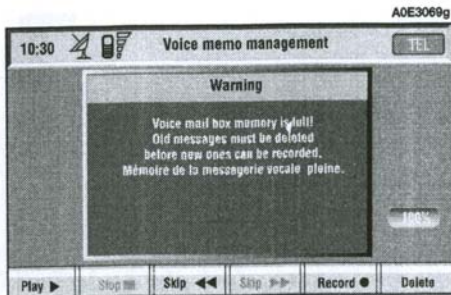 A0E3069g
10:30 Voice memo management TEL
Warning
Voice mail box memory is full!
Old messages must be deleted
before new ones can be recorded.
Mémoire de la messagerie vocale pleine.
100%
Play ▶ Stop ■ Skip ◀◀ Skip ▶▶ Record ● Delete